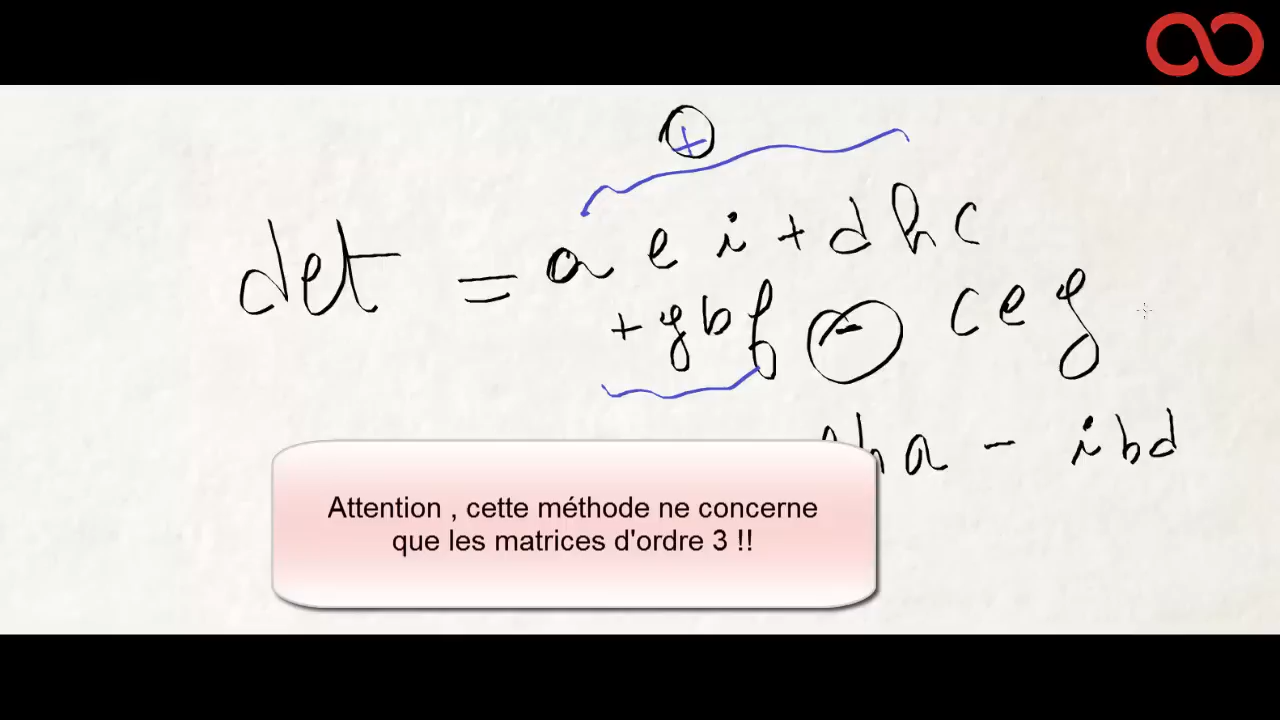 +
det = a e i + d h c
+ g b f - c e g
h a - i b d
Attention , cette méthode ne concerne
que les matrices d'ordre 3 !!